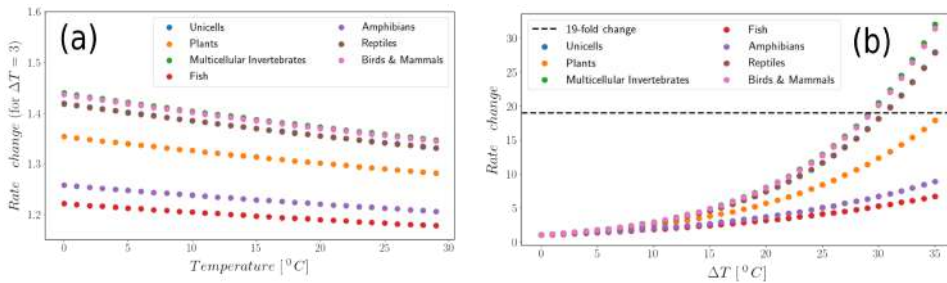 (a)
Unicells
Plants
Multicellular Invertebrates
Fish
Amphibians
Reptiles
Birds & Mammals
Rate change (for ΔT = 3)
1.6
1.5
1.4
1.3
1.2
0 5 10 15 20 25 30
Temperature [ ⁰C]
(b)
19-fold change
Unicells
Plants
Multicellular Invertebrates
Fish
Amphibians
Reptiles
Birds & Mammals
Rate change
30
25
20
15
10
5
0
0 5 10 15 20 25 30 35
ΔT [ ⁰C]